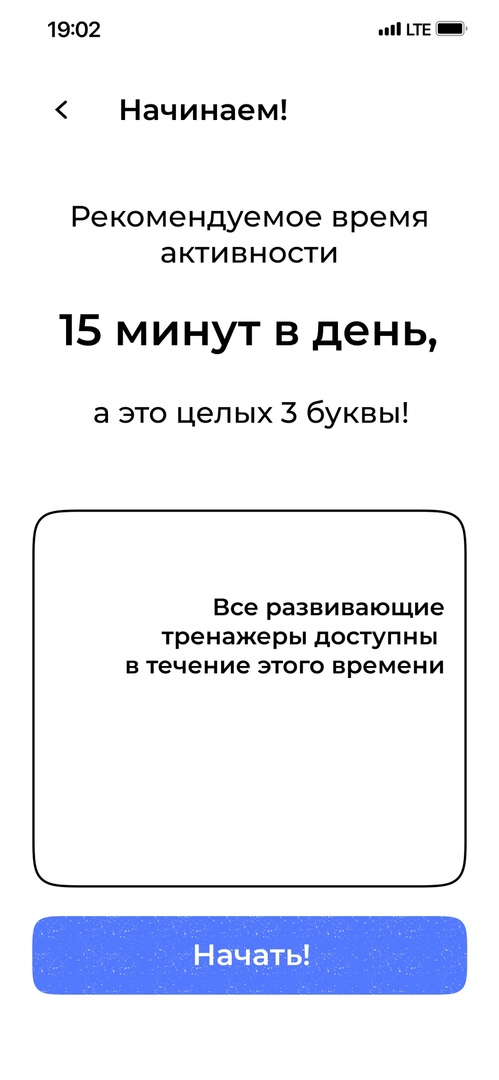 19:02
LTE
Начинаем!
Рекомендуемое время
активности
15 минут в день,
а это целых 3 буквы!
Все развивающие
тренажеры доступны
в течение этого времени
Начать!